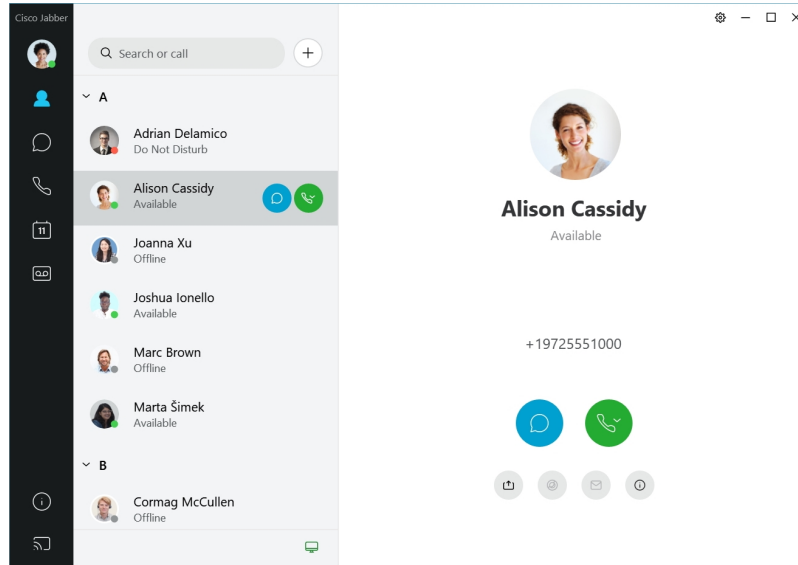 Cisco Jabber
Search or call
A
Adrian Delamico
Do Not Disturb
Alison Cassidy
Available
Joanna Xu
Offline
Joshua Ionello
Available
Marc Brown
Offline
Marta Šimek
Available
B
Cormag McCullen
Offline
11
Alison Cassidy
Available
+19725551000